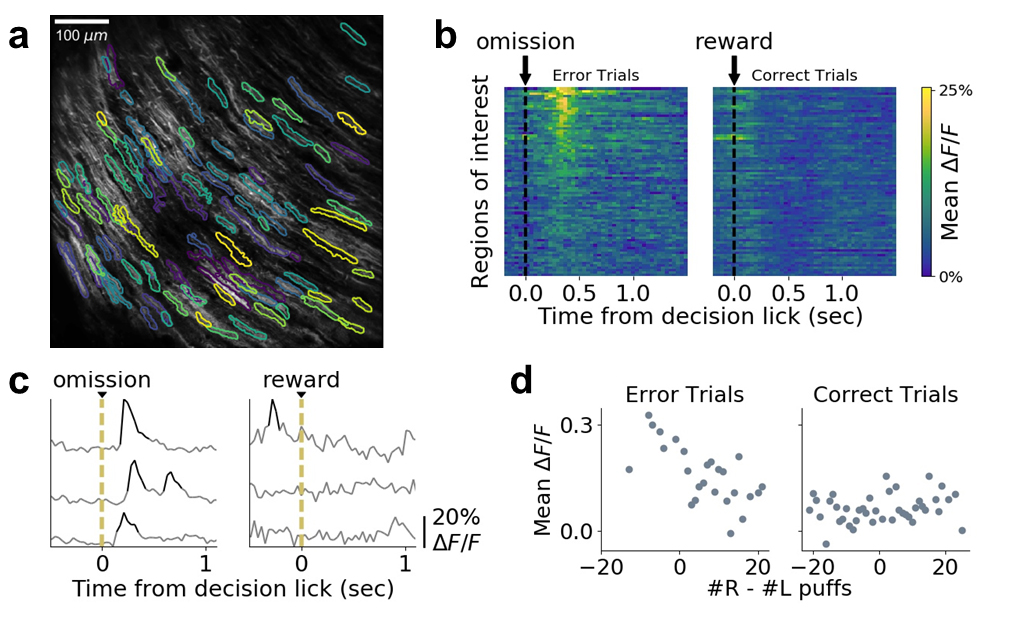 a
100 μm
b
omission
reward
Error Trials
Correct Trials
Regions of interest
0.0 0.5 1.0
0.0 0.5 1.0
Time from decision lick (sec)
25%
Mean ΔF/F
0%
c
omission
reward
0 1
0 1
20%
ΔF/F
Time from decision lick (sec)
d
Error Trials
Correct Trials
Mean ΔF/F
0.3
0.0
−20 0 20
−20 0 20
#R - #L puffs